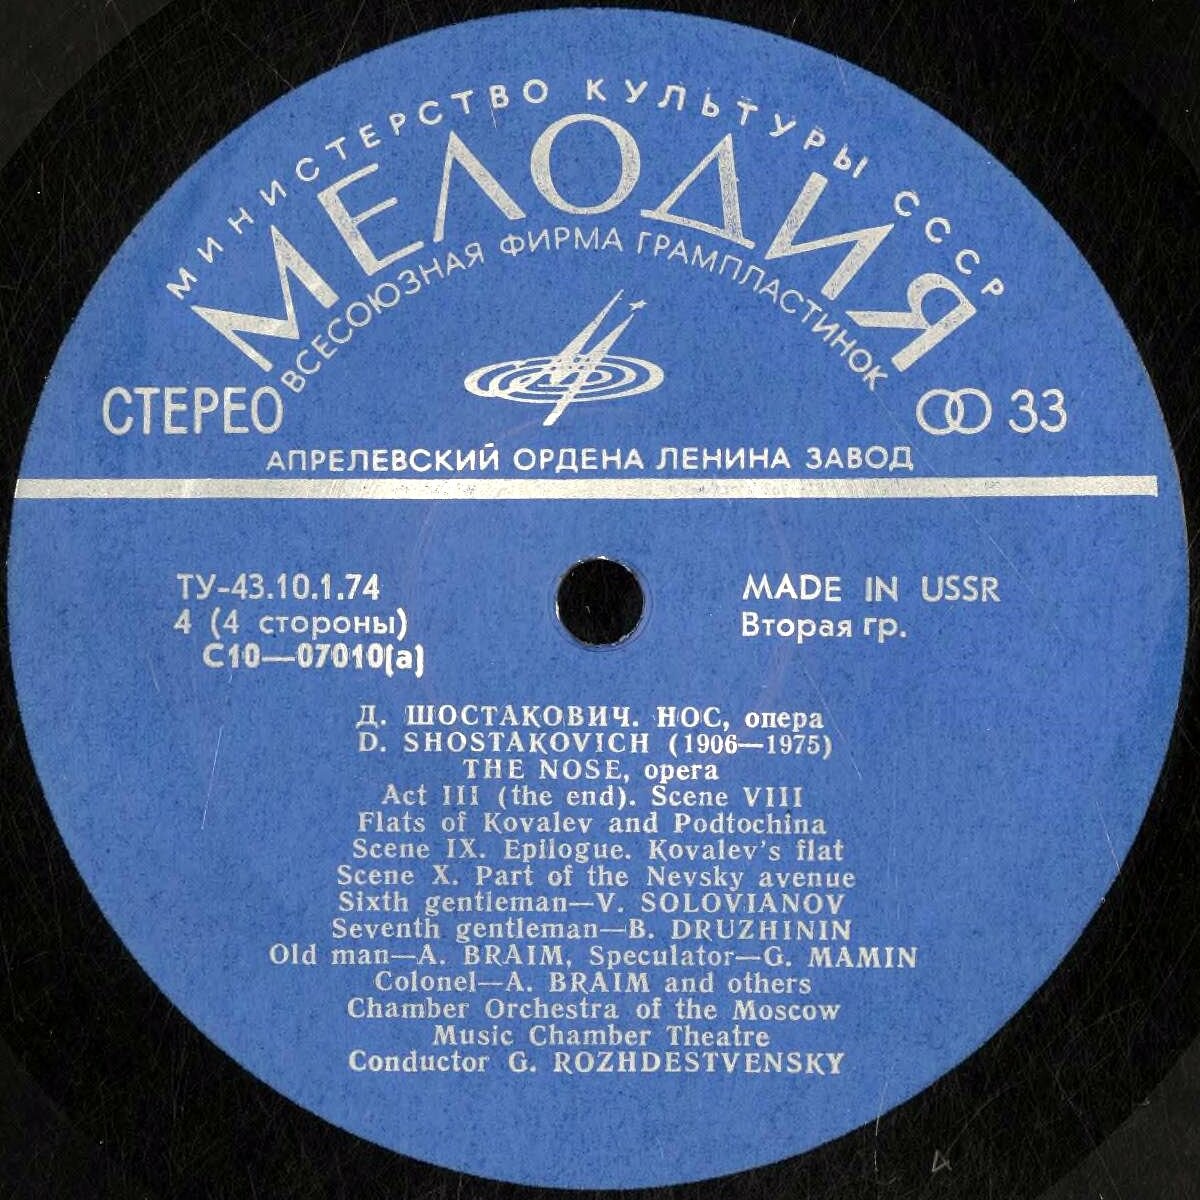 МИНИСТЕРСТВО КУЛЬТУРЫ СССР
МЕЛОДИЯ
ВСЕСОЮЗНАЯ ФИРМА ГРАМПЛАСТИНОК
СТЕРЕО
33
АПРЕЛЕВСКИЙ ОРДЕНА ЛЕНИНА ЗАВОД
ТУ-43.10.1.74
4 (4 стороны)
С10—07010(а)
MADE IN USSR
Вторая гр.
Д. ШОСТАКОВИЧ. НОС, опера
D. SHOSTAKOVICH (1906—1975)
THE NOSE, opera
Act III (the end). Scene VIII
Flats of Kovalev and Podtochina
Scene IX. Epilogue. Kovalev's flat
Scene X. Part of the Nevsky avenue
Sixth gentleman—V. SOLOVIANOV
Seventh gentleman—B. DRUZHININ
Old man—A. BRAIM, Speculator—G. MAMIN
Colonel—A. BRAIM and others
Chamber Orchestra of the Moscow
Music Chamber Theatre
Conductor G. ROZHDESTVENSKY